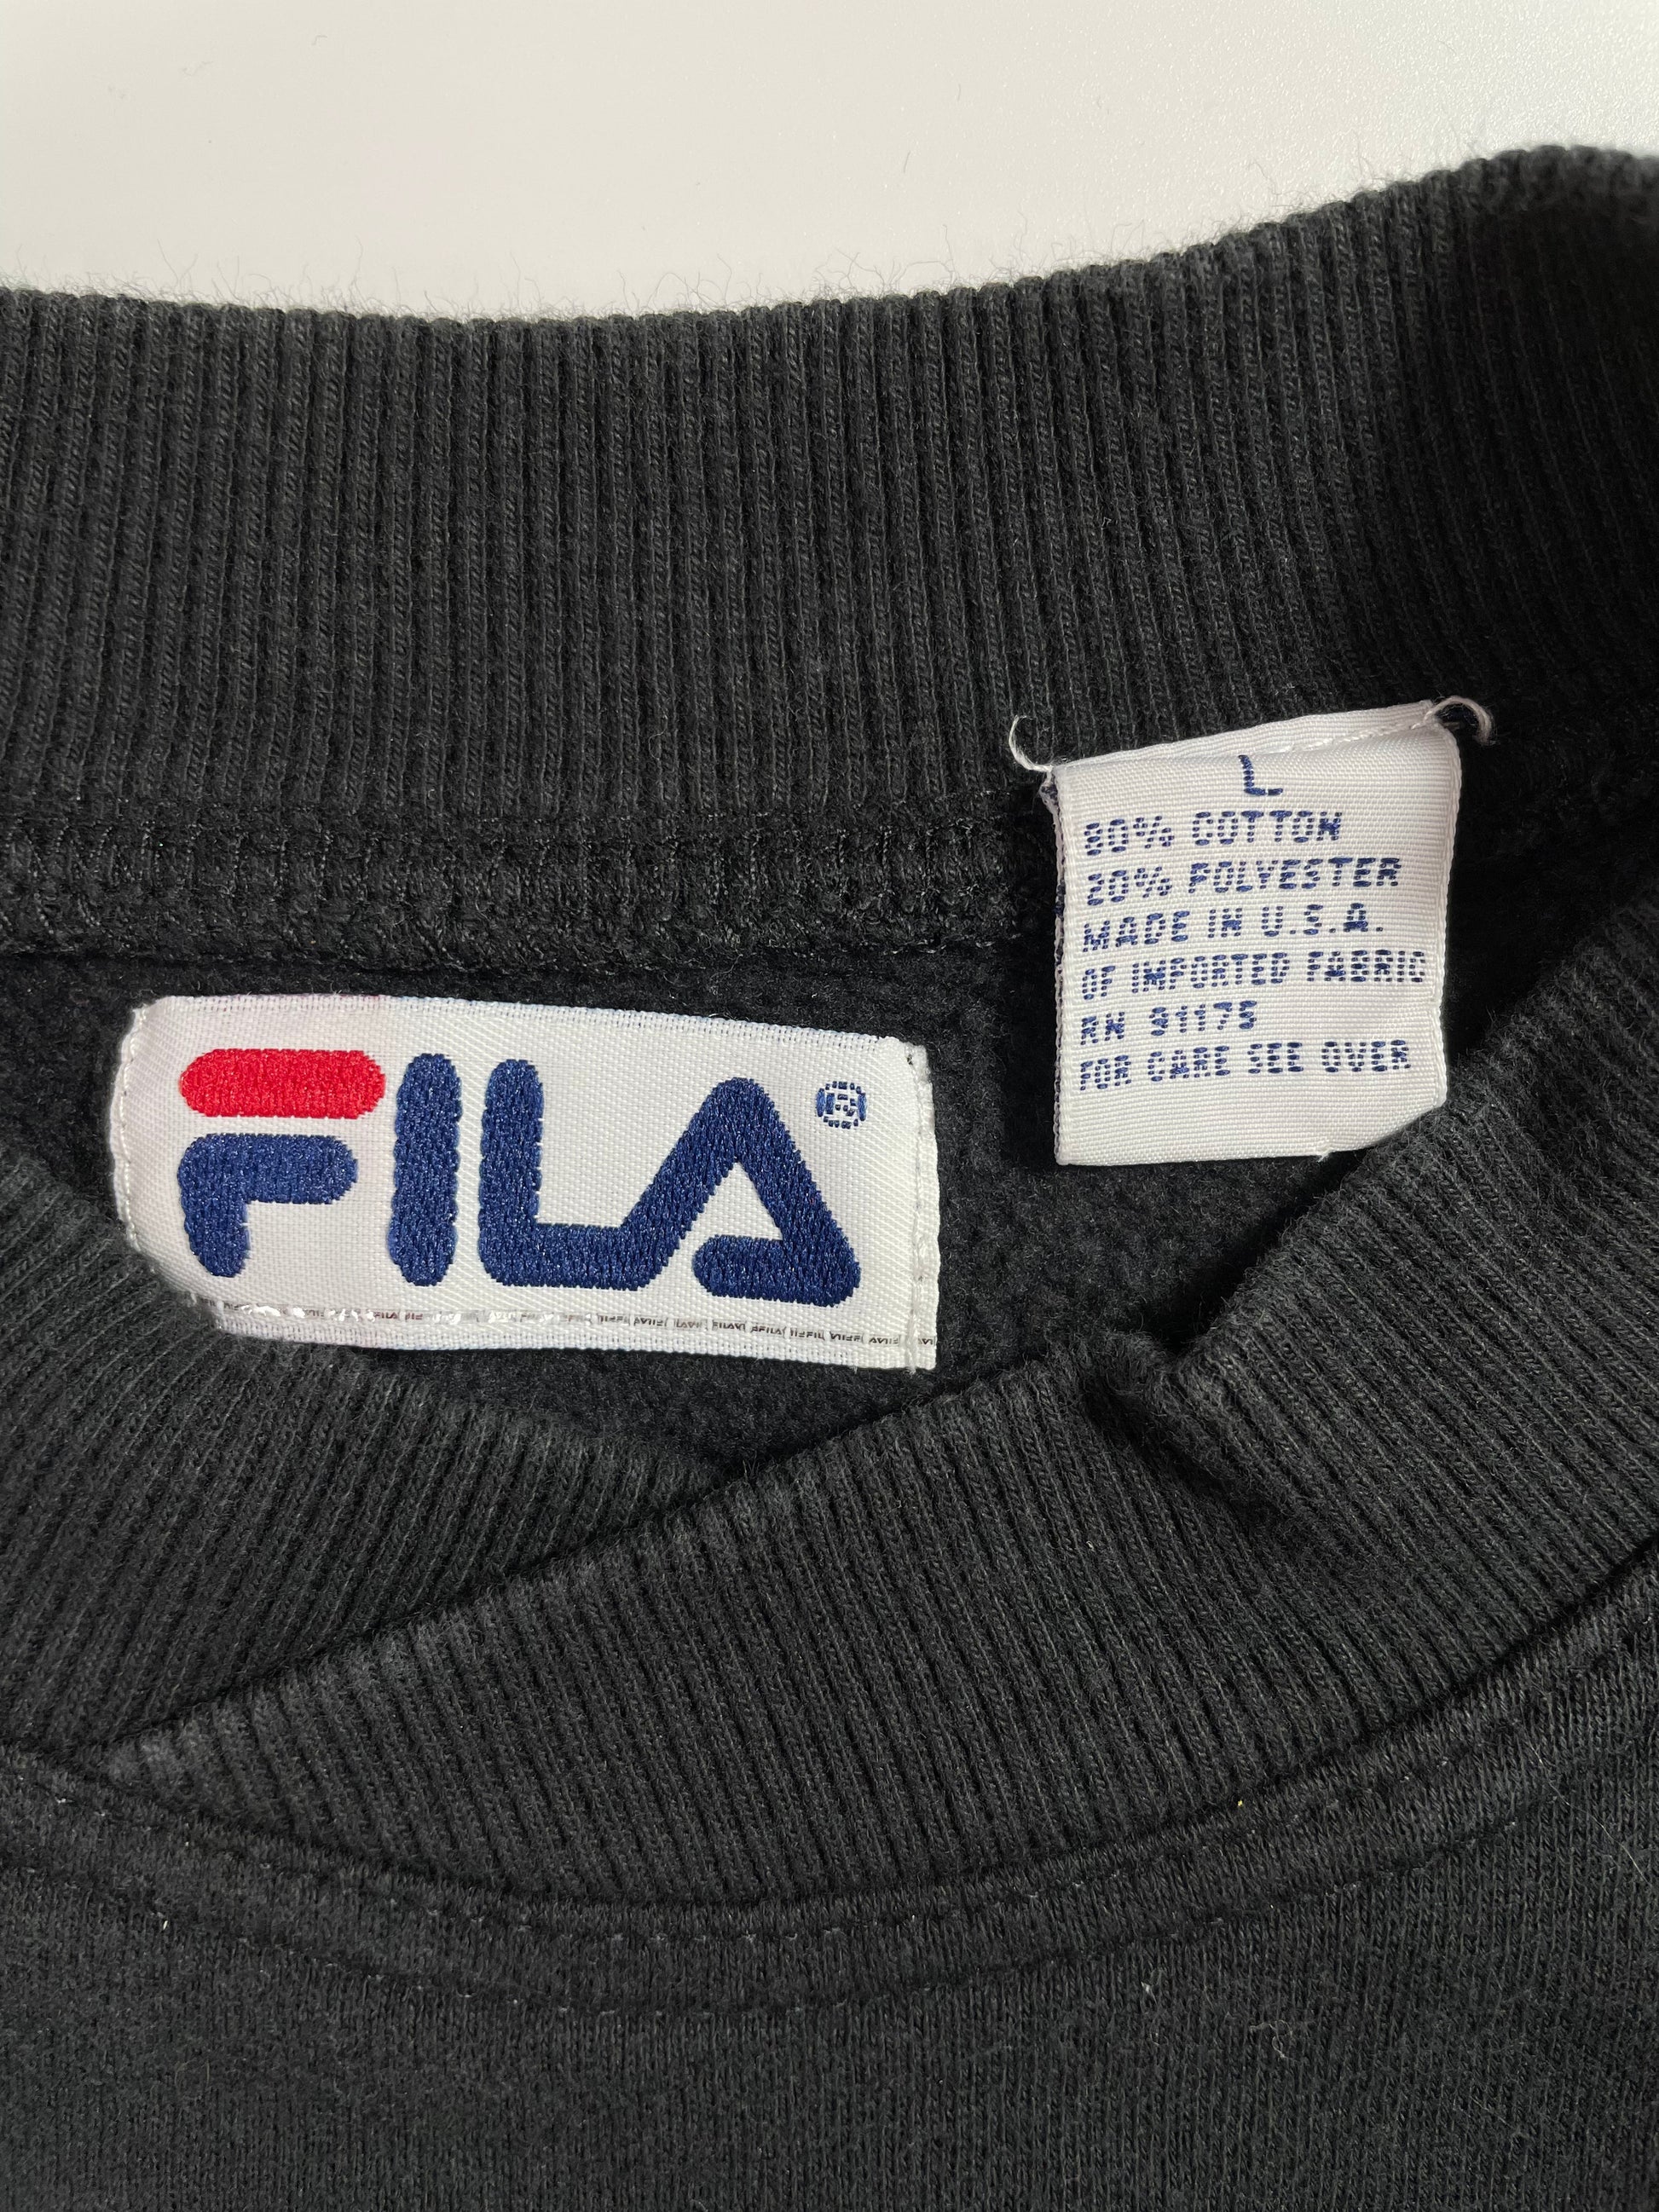 FILA®
L
80% COTTON
20% POLYESTER
MADE IN U.S.A.
OF IMPORTED FABRIC
RN 91175
FOR CARE SEE OVER